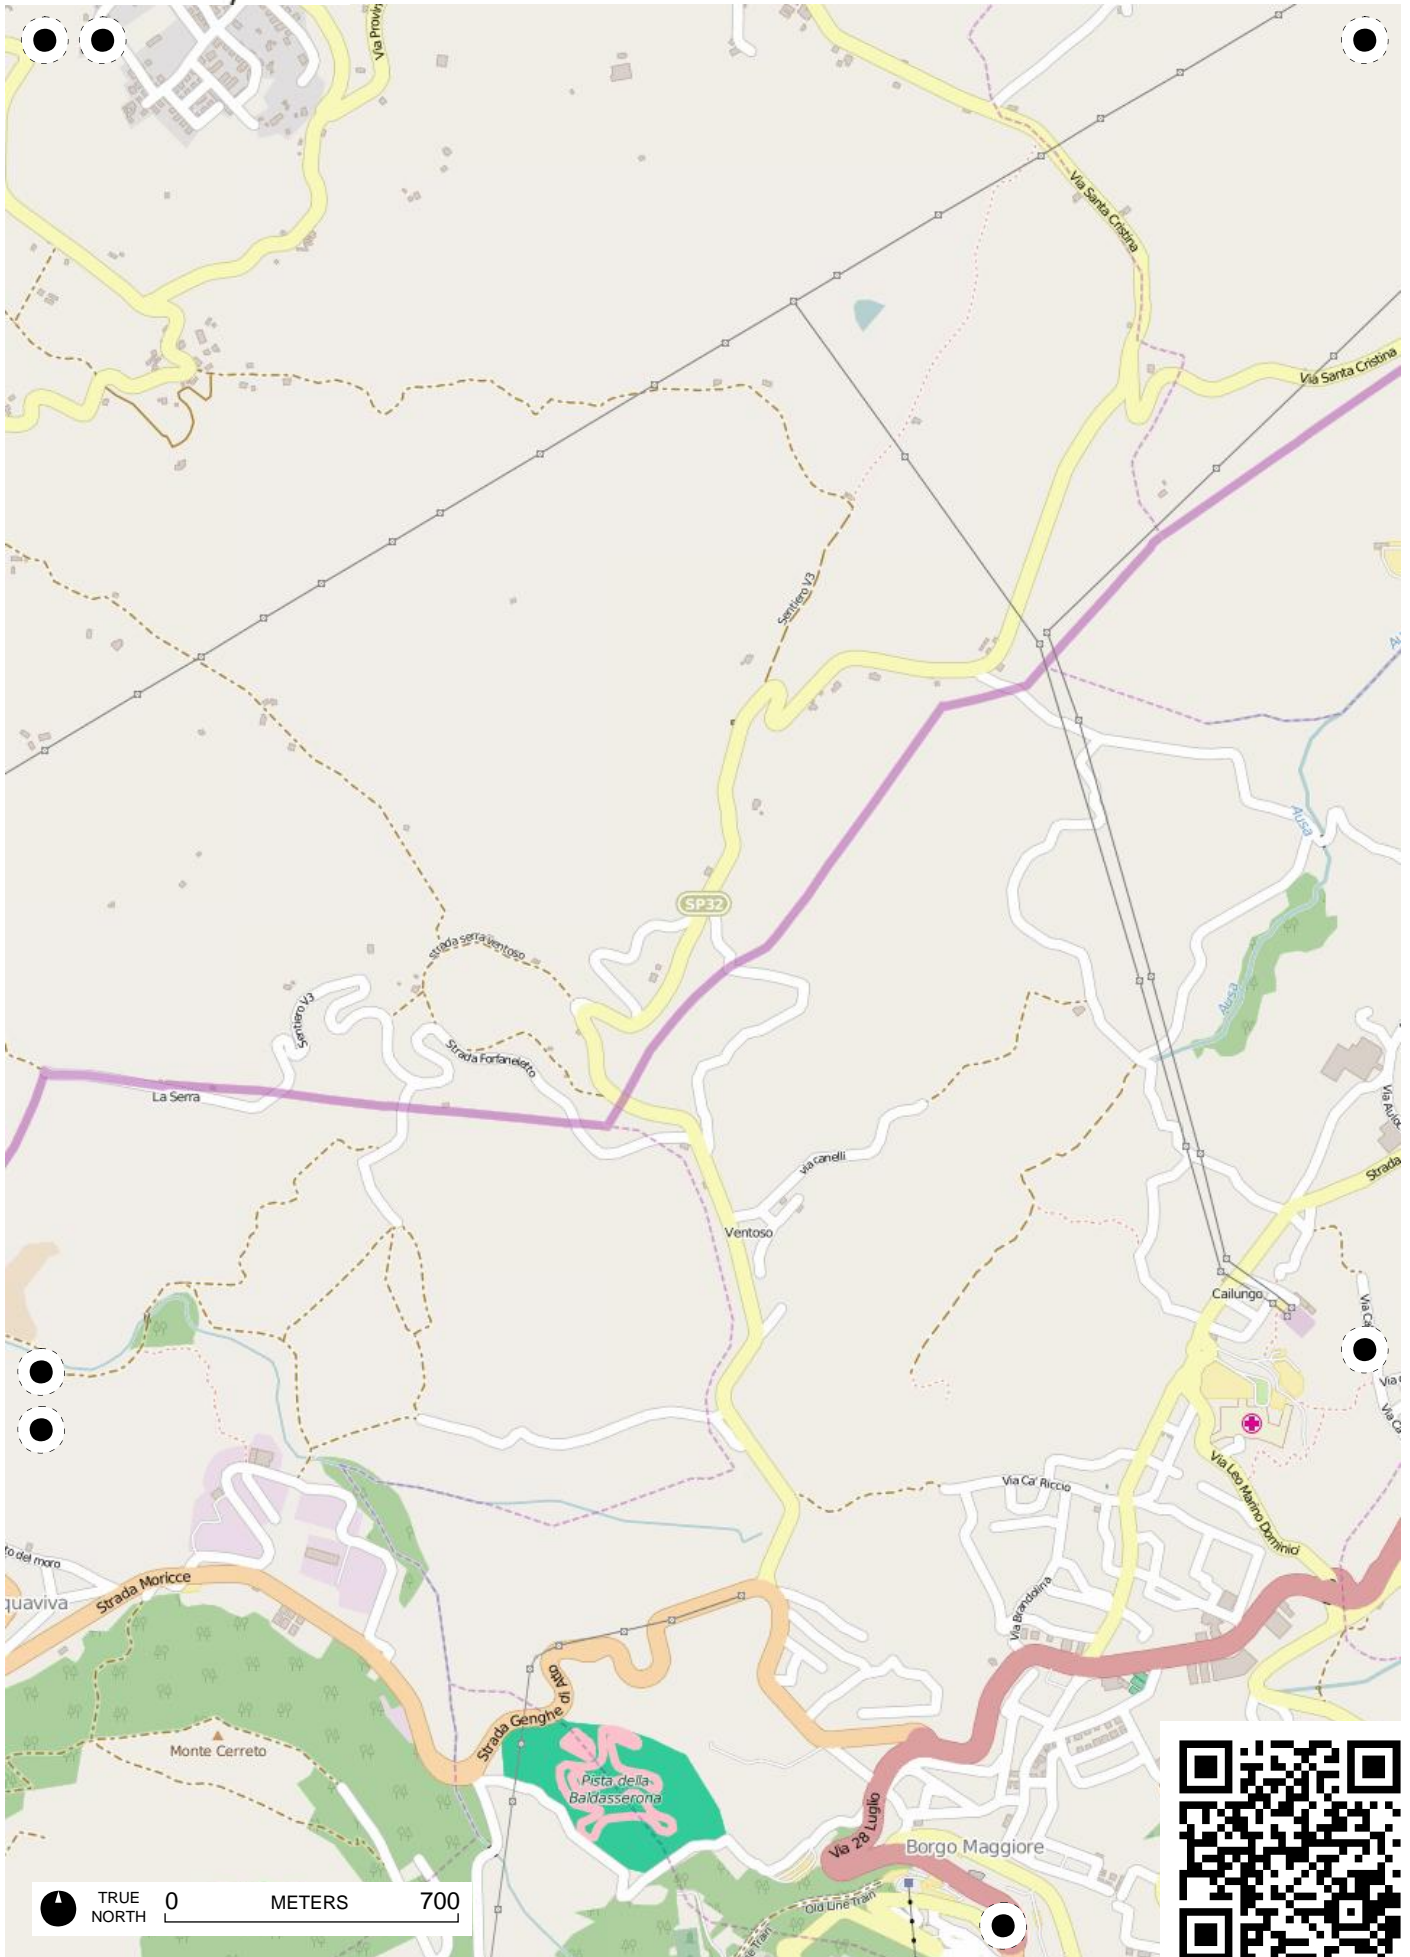 Via Santa Cristina
Via Santa Cristina
Sentiero V3
SP32
Ausa
strada serra ventoso
Ausa
Sentiero V3
Strada Forfaneletto
La Serra
via canelli
Strada
Ventoso
Cailungo
Via Ca' Riccio
Via Leo Marino Dominici
Strada Moricce
Via Brandolina
Strada Genghe di Atto
Monte Cerreto
Pista della
Baldasserona
Via 28 Luglio
Borgo Maggiore
Old Line Train
TRUE
NORTH
0 METERS 700